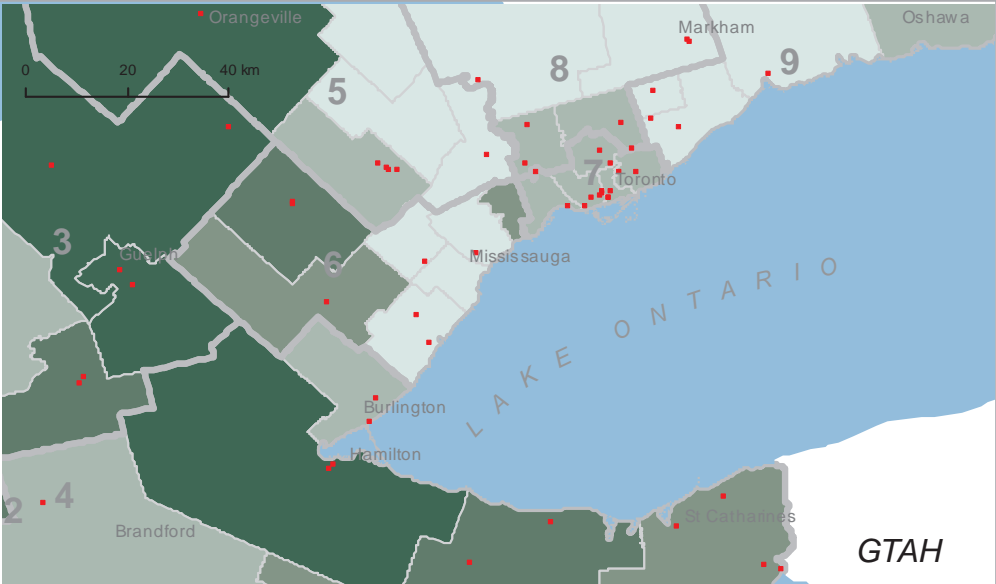 Orangeville
Oshawa
Markham
0 20 40 km
5
8
9
7
Toronto
3
Guelph
6
Mississauga
LAKE ONTARIO
Burlington
Hamilton
2
4
Brandford
St Catharines
GTAH